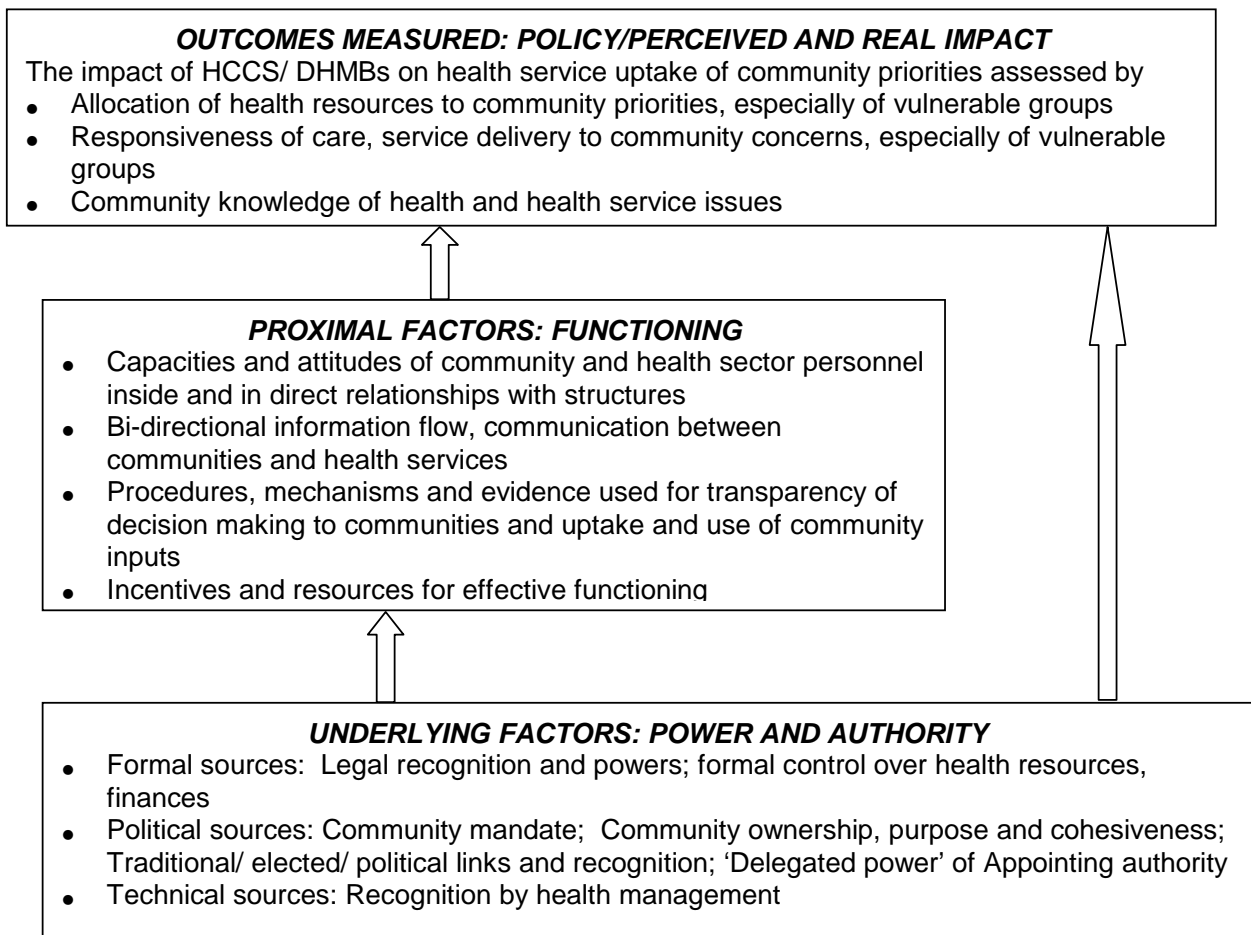 OUTCOMES MEASURED: POLICY/PERCEIVED AND REAL IMPACT
The impact of HCCS/ DHMBs on health service uptake of community priorities assessed by
● Allocation of health resources to community priorities, especially of vulnerable groups
● Responsiveness of care, service delivery to community concerns, especially of vulnerable
groups
● Community knowledge of health and health service issues
PROXIMAL FACTORS: FUNCTIONING
● Capacities and attitudes of community and health sector personnel
inside and in direct relationships with structures
● Bi-directional information flow, communication between
communities and health services
● Procedures, mechanisms and evidence used for transparency of
decision making to communities and uptake and use of community
inputs
● Incentives and resources for effective functioning
UNDERLYING FACTORS: POWER AND AUTHORITY
● Formal sources: Legal recognition and powers; formal control over health resources,
finances
● Political sources: Community mandate; Community ownership, purpose and cohesiveness;
Traditional/ elected/ political links and recognition; ‘Delegated power’ of Appointing authority
● Technical sources: Recognition by health management